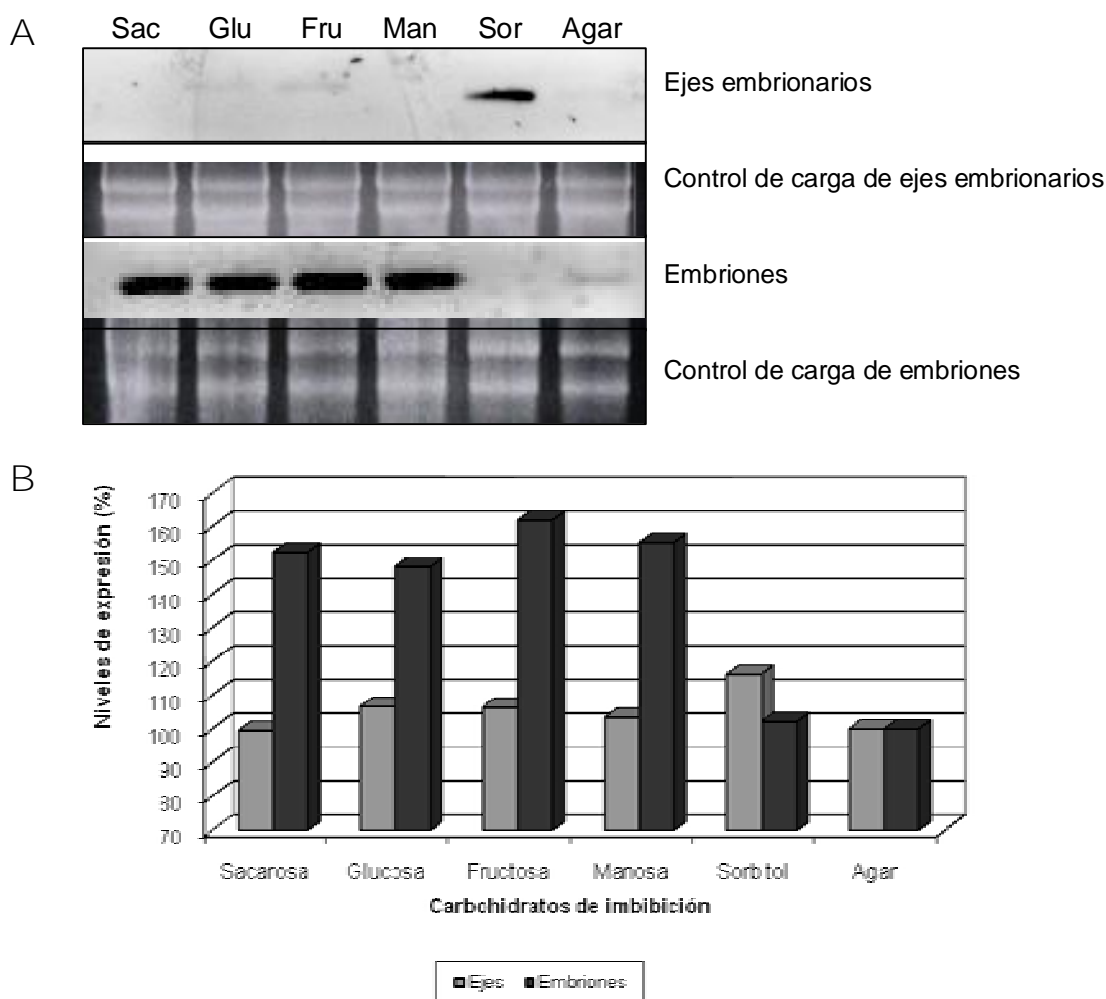 A
Sac Glu Fru Man Sor Agar
Ejes embrionarios
Control de carga de ejes embrionarios
Embriones
Control de carga de embriones
B
Niveles de expresión (%)
170
160
150
140
130
120
110
100
90
80
70
Sacarosa Glucosa Fructosa Manosa Sorbitol Agar
Carbohidratos de imbibición
Ejes Embriones